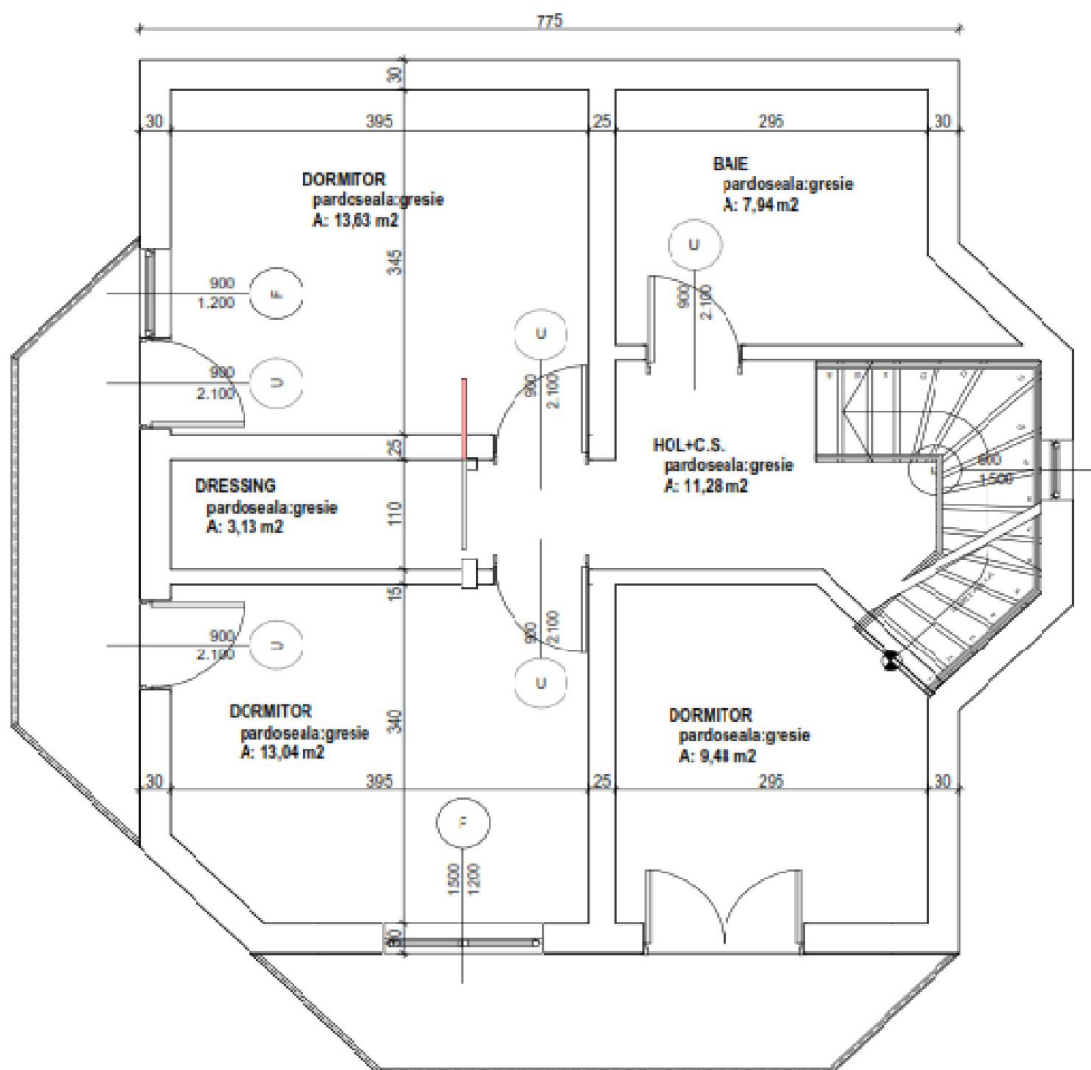 775
30
30
395
25
295
30
DORMITOR
pardoseala:gresie
A: 13,63 m2
BAIE
pardoseala:gresie
A: 7,94 m2
U
900
2.100
345
900
1.200
F
U
900
2.100
900
2.100
U
25
HOL+C.S.
pardoseala:gresie
A: 11,28 m2
DRESSING
pardoseala:gresie
A: 3,13 m2
110
15
900
2.100
U
900
2.100
U
DORMITOR
pardoseala:gresie
A: 13,04 m2
340
DORMITOR
pardoseala:gresie
A: 9,48 m2
30
395
25
295
30
F
1500
1200
30